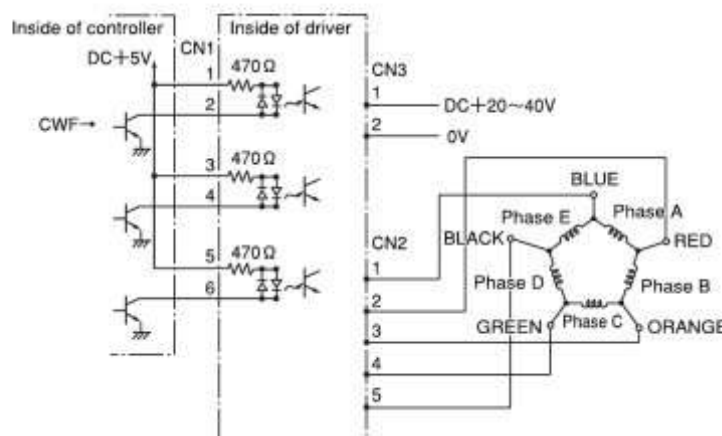 Inside of controller
Inside of driver
DC+5V
CN1
470Ω
1
2
CWF→
3
470Ω
4
5
470Ω
6
CN3
1
DC+20~40V
2
0V
CN2
1
2
3
4
5
BLUE
Phase E
Phase A
BLACK
RED
Phase D
Phase B
GREEN
Phase C
ORANGE